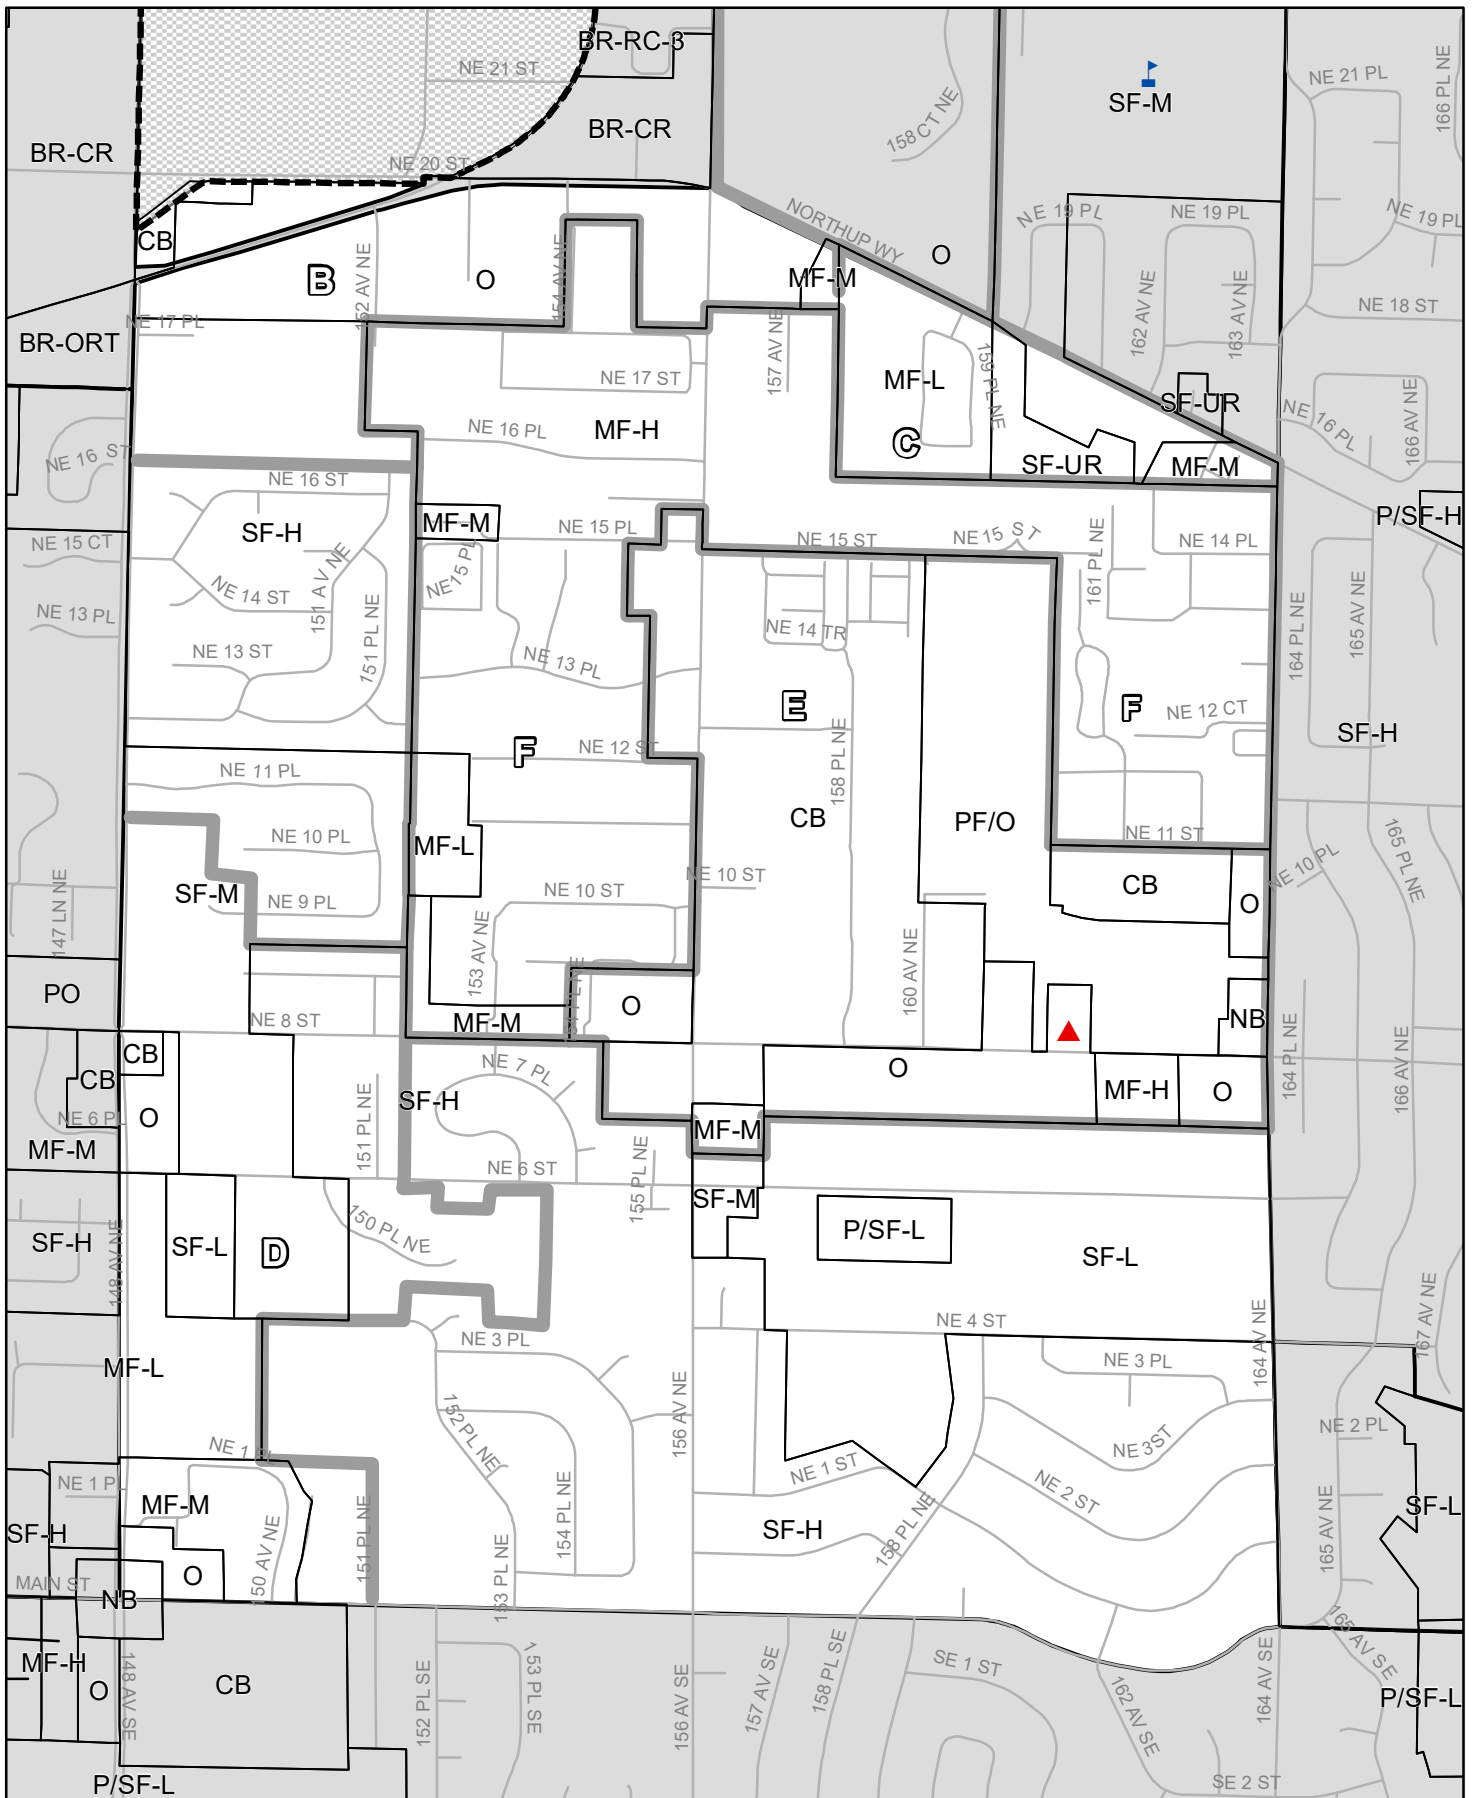 BR-RC-3
NE 21 ST
NE 21 PL
166 PL NE
SF-M
158 CT NE
BR-CR
BR-CR
NE 20 ST
NORTHUP WY
NE 19 PL
NE 19 PL
NE 19 PL
CB
B
O
O
152 AV NE
151 AV NE
MF-M
162 AV NE
163 AV NE
NE 18 ST
NE 17 PL
BR-ORT
157 AV NE
159 PL NE
MF-L
NE 17 ST
SF-UR
NE 16 PL
166 AV NE
NE 16 PL
MF-H
C
NE 16 ST
NE 16 ST
SF-UR
MF-M
P/SF-H
SF-H
MF-M
NE 15 PL
NE 15 ST
NE 15 ST
NE 14 PL
NE 15 CT
151 AV NE
NE 15 PL
161 PL NE
NE 14 ST
NE 13 PL
151 PL NE
NE 14 TR
164 PL NE
165 AV NE
NE 13 ST
NE 13 PL
E
F
NE 12 CT
SF-H
F
NE 12 ST
158 PL NE
NE 11 PL
CB
PF/O
NE 11 ST
NE 10 PL
MF-L
165 PL NE
NE 10 PL
SF-M
NE 9 PL
NE 10 ST
NE 10 ST
CB
O
147 LN NE
153 AV NE
160 AV NE
PO
O
NE 8 ST
MF-M
NB
CB
CB
O
NE 7 PL
O
MF-H
O
164 PL NE
166 AV NE
NE 6 PL
SF-H
151 PL NE
MF-M
MF-M
NE 6 ST
155 PL NE
SF-M
SF-H
SF-L
D
150 PL NE
P/SF-L
SF-L
148 AV NE
NE 4 ST
164 AV NE
167 AV NE
NE 3 PL
NE 3 PL
MF-L
156 AV NE
152 PL NE
NE 3 ST
NE 2 PL
NE 1 PL
NE 1 ST
NE 2 ST
NE 1 P
MF-M
SF-H
150 AV NE
151 PL NE
154 PL NE
SF-H
158 PL NE
165 AV NE
SF-L
MAIN ST
NB
O
153 PL NE
165 AV SE
MF-H
O
148 AV SE
CB
152 PL SE
153 PL SE
156 AV SE
157 AV SE
158 PL SE
SE 1 ST
162 AV SE
164 AV SE
P/SF-L
P/SF-L
SE 2 ST